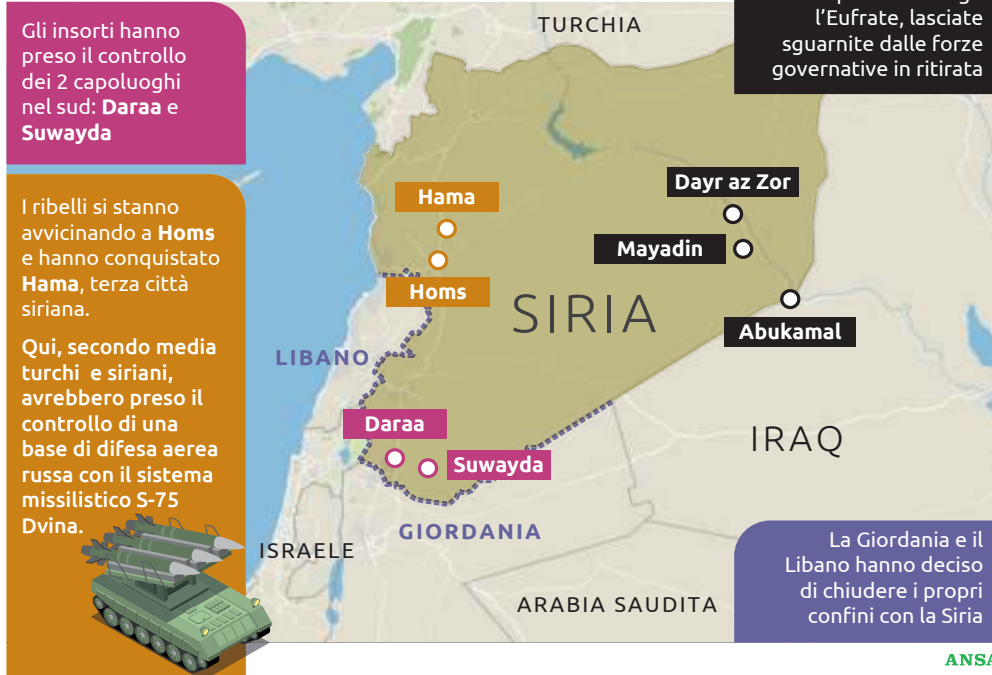 Gli insorti hanno
preso il controllo
dei 2 capoluoghi
nel sud: Daraa e
Suwayda
I ribelli si stanno
avvicinando a Homs
e hanno conquistato
Hama, terza città
siriana.
Qui, secondo media
turchi e siriani,
avrebbero preso il
controllo di una
base di difesa aerea
russa con il sistema
missilistico S-75
Dvina.
TURCHIA
l'Eufrate, lasciate
sguarnite dalle forze
governative in ritirata
Hama
Homs
Dayr az Zor
Mayadin
Abukamal
SIRIA
LIBANO
Daraa
Suwayda
IRAQ
GIORDANIA
ISRAELE
ARABIA SAUDITA
La Giordania e il
Libano hanno deciso
di chiudere i propri
confini con la Siria
ANSA